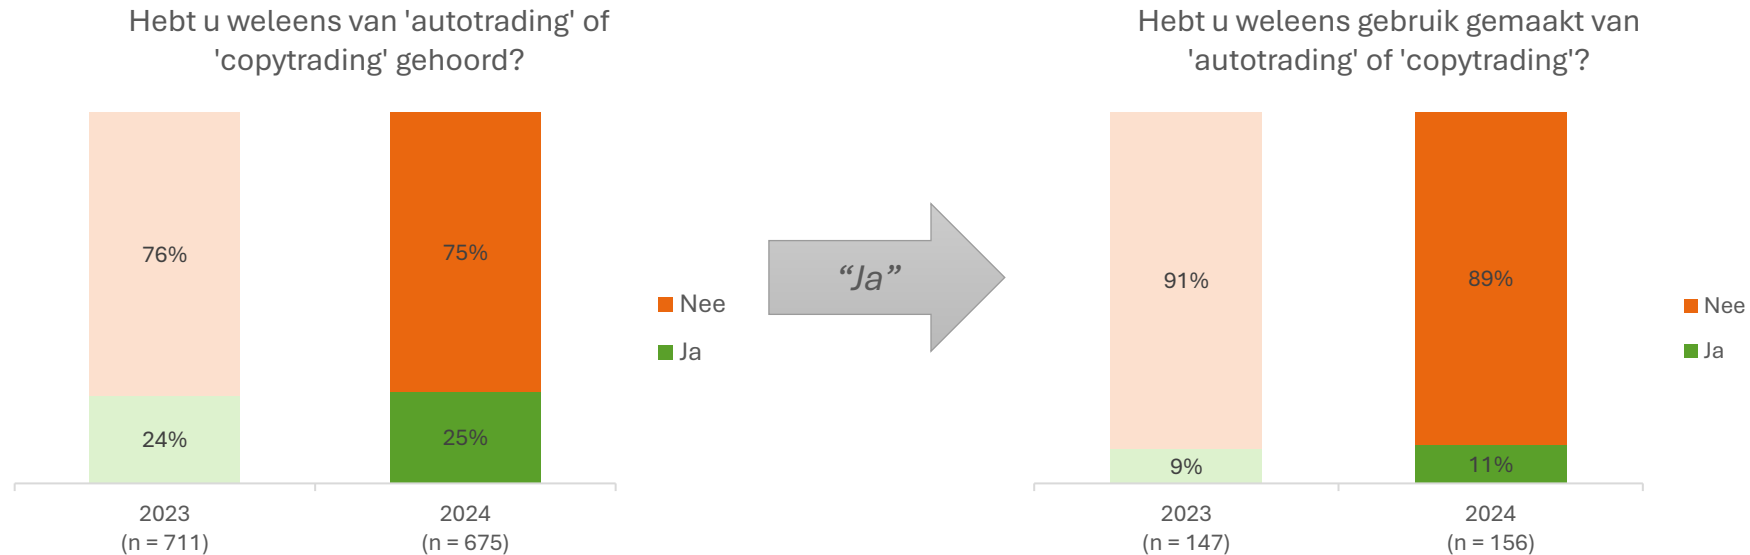 Hebt u weleens van 'autotrading' of
'copytrading' gehoord?
76%
75%
24%
25%
2023
(n = 711)
2024
(n = 675)
Nee
Ja
“Ja”
Hebt u weleens gebruik gemaakt van
'autotrading' of 'copytrading'?
91%
89%
9%
11%
2023
(n = 147)
2024
(n = 156)
Nee
Ja